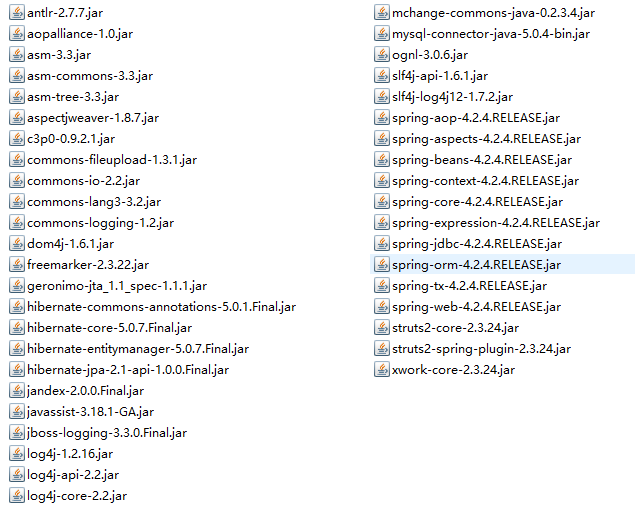 antlr-2.7.7.jar
aopalliance-1.0.jar
asm-3.3.jar
asm-commons-3.3.jar
asm-tree-3.3.jar
aspectjweaver-1.8.7.jar
c3p0-0.9.2.1.jar
commons-fileupload-1.3.1.jar
commons-io-2.2.jar
commons-lang3-3.2.jar
commons-logging-1.2.jar
dom4j-1.6.1.jar
freemarker-2.3.22.jar
geronimo-jta_1.1_spec-1.1.1.jar
hibernate-commons-annotations-5.0.1.Final.jar
hibernate-core-5.0.7.Final.jar
hibernate-entitymanager-5.0.7.Final.jar
hibernate-jpa-2.1-api-1.0.0.Final.jar
jandex-2.0.0.Final.jar
javassist-3.18.1-GA.jar
jboss-logging-3.3.0.Final.jar
log4j-1.2.16.jar
log4j-api-2.2.jar
log4j-core-2.2.jar
mchange-commons-java-0.2.3.4.jar
mysql-connector-java-5.0.4-bin.jar
ognl-3.0.6.jar
slf4j-api-1.6.1.jar
slf4j-log4j12-1.7.2.jar
spring-aop-4.2.4.RELEASE.jar
spring-aspects-4.2.4.RELEASE.jar
spring-beans-4.2.4.RELEASE.jar
spring-context-4.2.4.RELEASE.jar
spring-core-4.2.4.RELEASE.jar
spring-expression-4.2.4.RELEASE.jar
spring-jdbc-4.2.4.RELEASE.jar
spring-orm-4.2.4.RELEASE.jar
spring-tx-4.2.4.RELEASE.jar
spring-web-4.2.4.RELEASE.jar
struts2-core-2.3.24.jar
struts2-spring-plugin-2.3.24.jar
xwork-core-2.3.24.jar